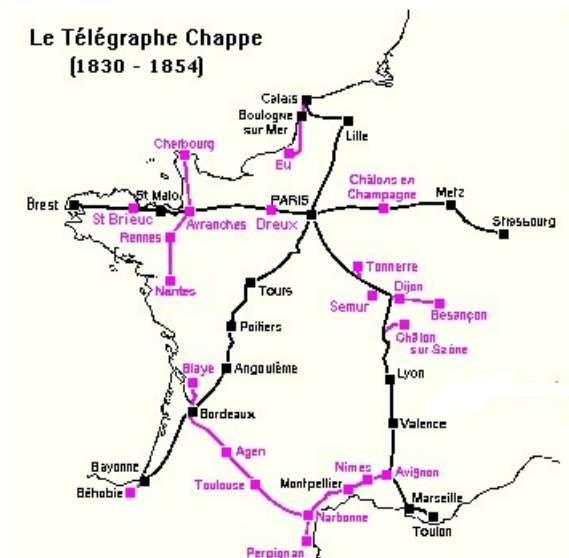 Le Télégraphe Chappe
(1830 - 1854)
Calais
Boulogne
sur Mer
Lille
Cherbourg
Eu
Brest
St Malo
PARIS
Châlons en
Champagne
Metz
St Brieuc
Avranches
Dreux
Strasbourg
Rennes
Nantes
Tonnerre
Tours
Semur
Dijon
Besançon
Poitiers
Châlon
sur Saône
Blaye
Angoulême
Lyon
Bordeaux
Valence
Agen
Bayonne
Toulouse
Montpellier
Nimes
Avignon
Béhobie
Narbonne
Marseille
Toulon
Perpignan